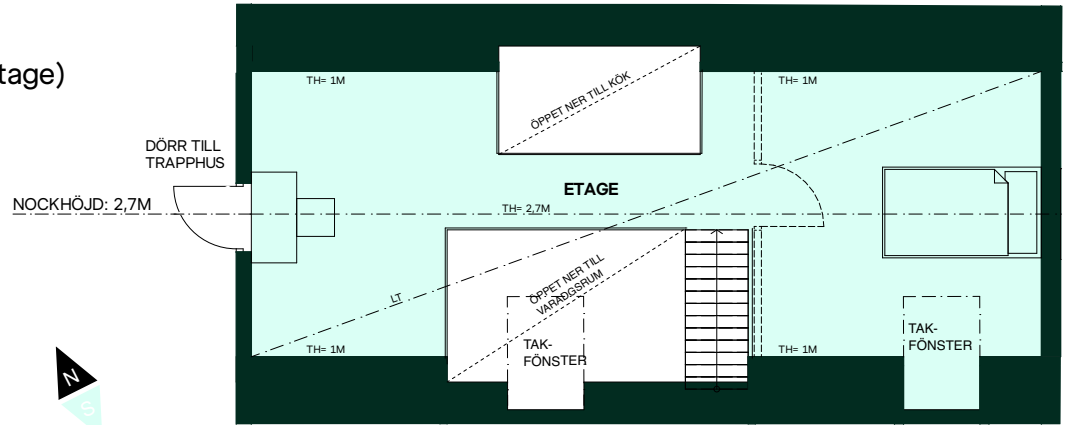 tage)
TH= 1M
TH= 1M
ÖPPET NER TILL KÖK
DÖRR TILL
TRAPPHUS
ETAGE
NOCKHÖJD: 2,7M
TH= 2,7M
ÖPPET NER TILL
VARADGSRUM
LT
TAK-
FÖNSTER
TAK-
FÖNSTER
TH= 1M
TH= 1M
N
S